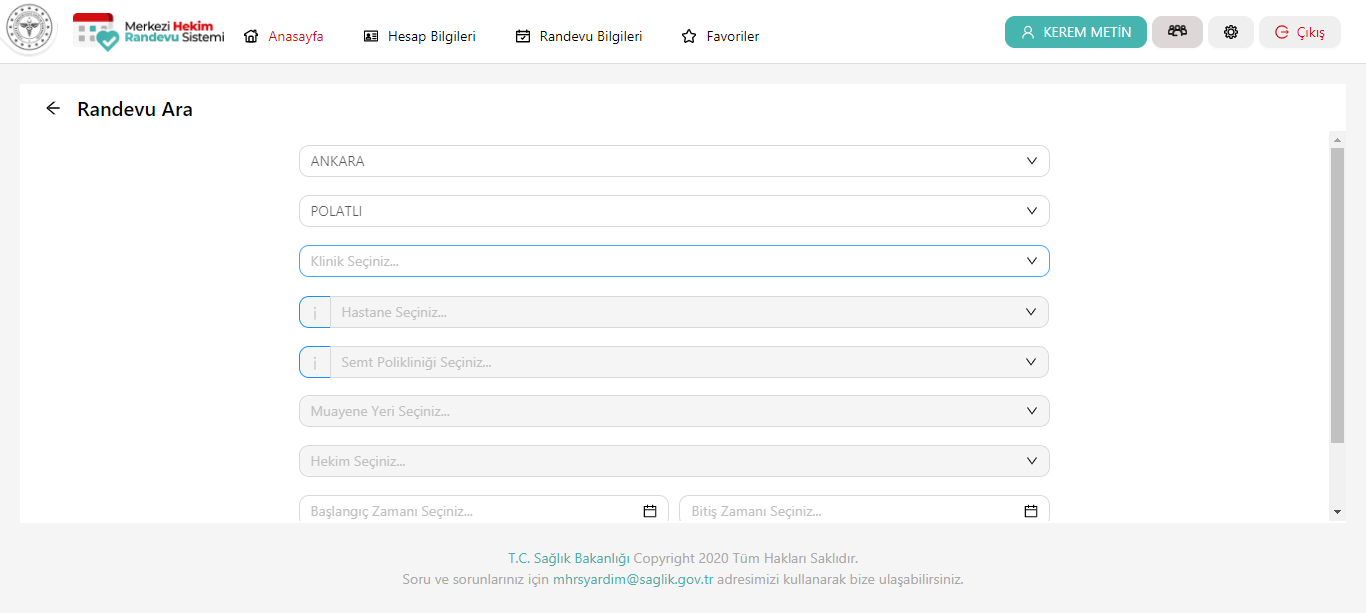 Merkezi Hekim
Randevu Sistemi
Anasayfa
Hesap Bilgileri
Randevu Bilgileri
Favoriler
KEREM METİN
Çıkış
Randevu Ara
ANKARA
POLATLI
Klinik Seçiniz...
Hastane Seçiniz...
Semt Polikliniği Seçiniz...
Muayene Yeri Seçiniz...
Hekim Seçiniz...
Başlangıç Zamanı Seçiniz... Bitiş Zamanı Seçiniz...
T.C. Sağlık Bakanlığı Copyright 2020 Tüm Hakları Saklıdır.
Soru ve sorunlarınız için mhrsyardim@saglik.gov.tr adresimizi kullanarak bize ulaşabilirsiniz.